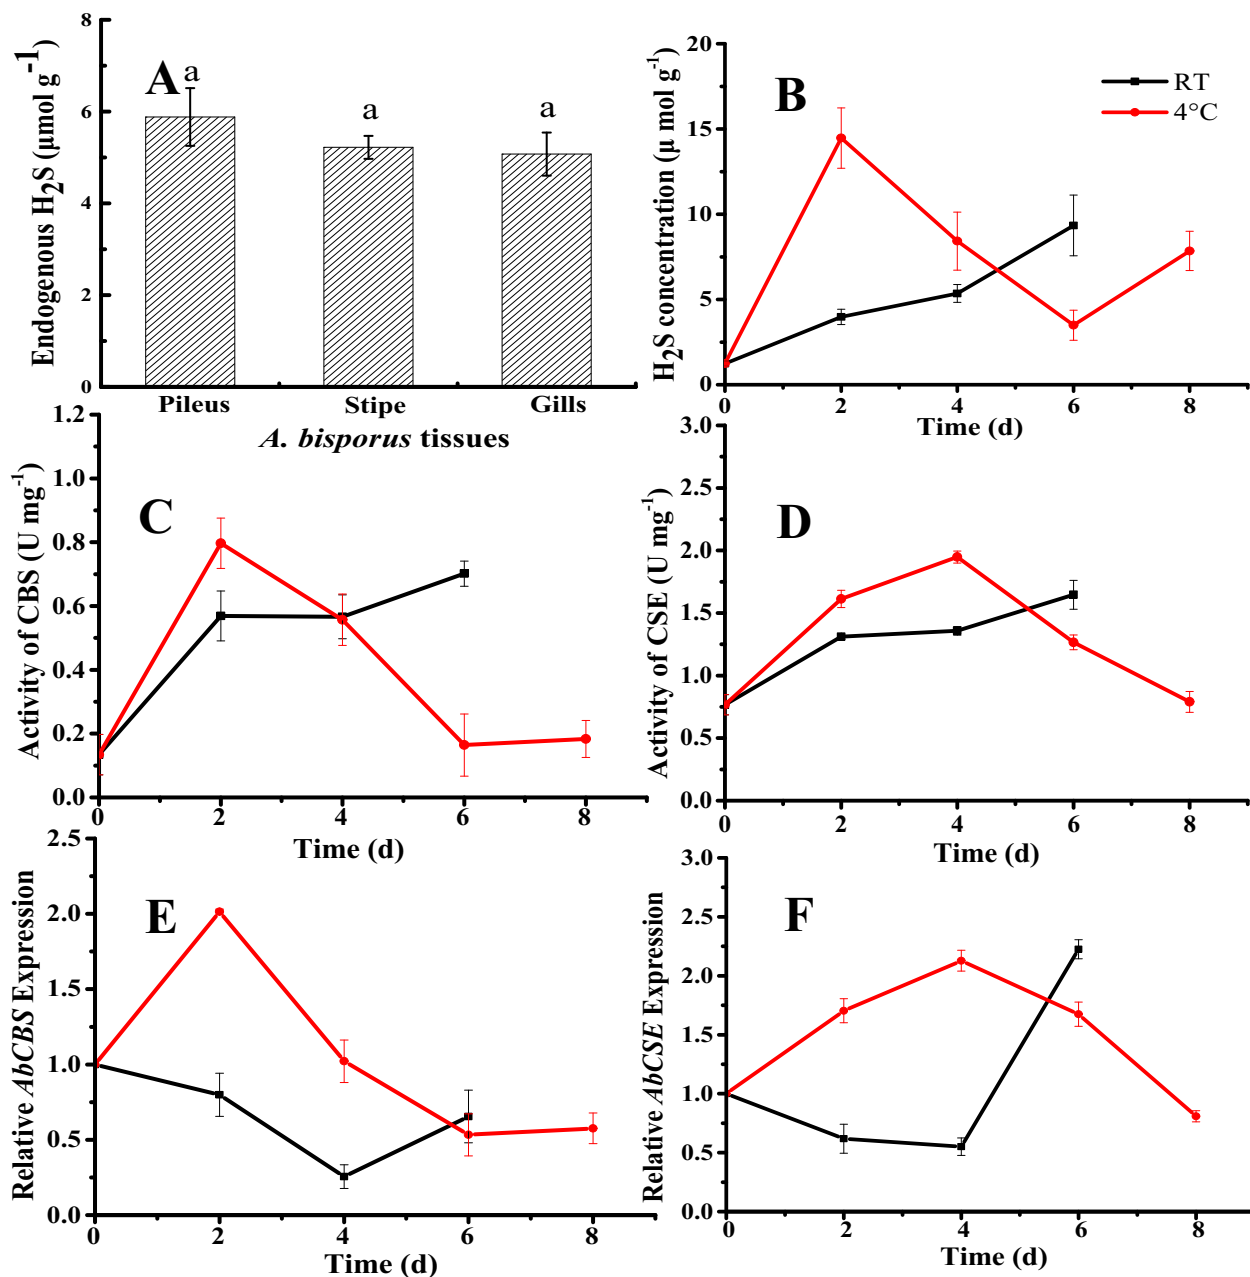 A
Endogenous H2S (μmol g-1)
8
6
4
2
0
a
a
a
Pileus
Stipe
Gills
A. bisporus tissues
B
RT
4°C
H2S concentration (μ mol g-1)
20
15
10
5
0
0
2
4
6
8
Time (d)
C
Activity of CBS (U mg-1)
1.2
1.0
0.8
0.6
0.4
0.2
0.0
0
2
4
6
8
Time (d)
D
Activity of CSE (U mg-1)
3.0
2.5
2.0
1.5
1.0
0.5
0.0
0
2
4
6
8
Time (d)
E
Relative AbCBS Expression
2.5
2.0
1.5
1.0
0.5
0.0
0
2
4
6
8
Time (d)
F
Relative AbCSE Expression
3.0
2.5
2.0
1.5
1.0
0.5
0.0
0
2
4
6
8
Time (d)